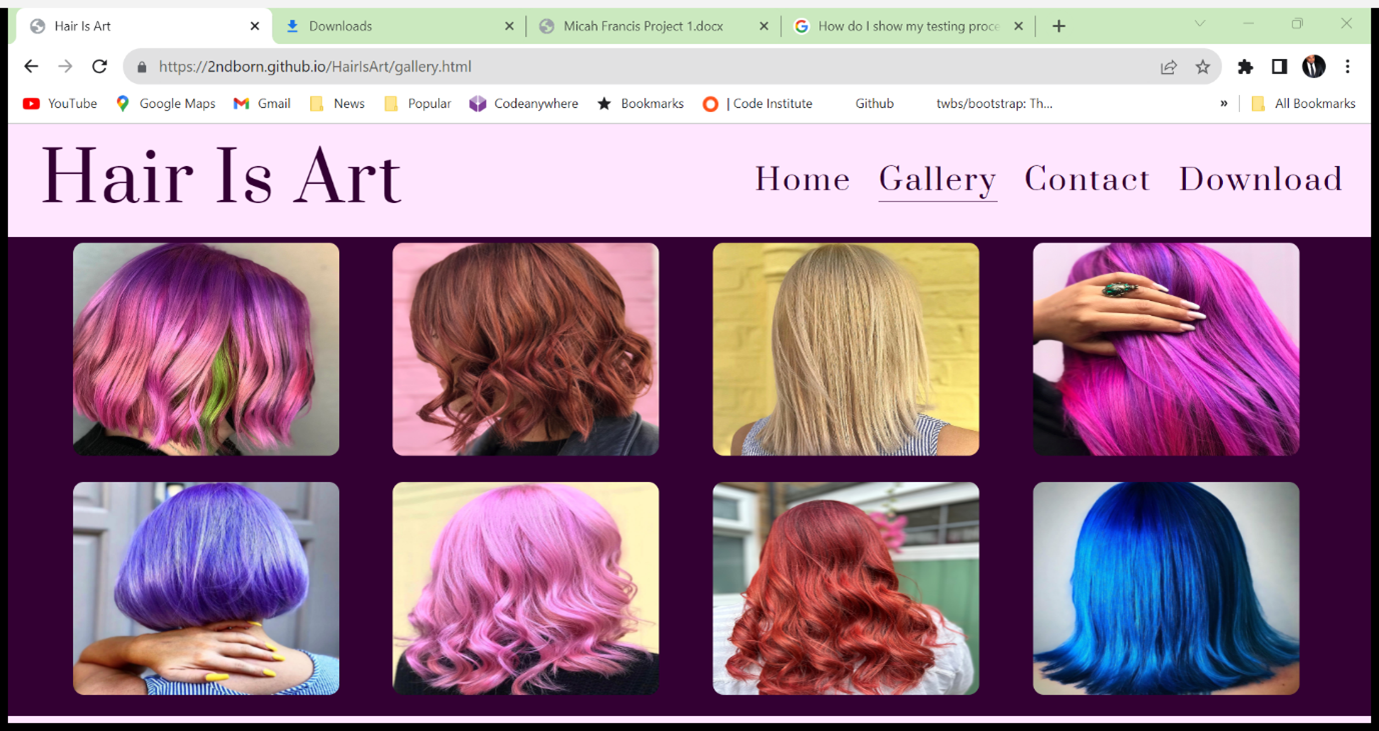 Hair Is Art Downloads Micah Francis Project 1.docx How do I show my testing proce
https://2ndborn.github.io/HairIsArt/gallery.html
YouTube Google Maps Gmail News Popular Codeanywhere Bookmarks | Code Institute Github twbs/bootstrap: Th... » All Bookmarks
Hair Is Art Home Gallery Contact Download